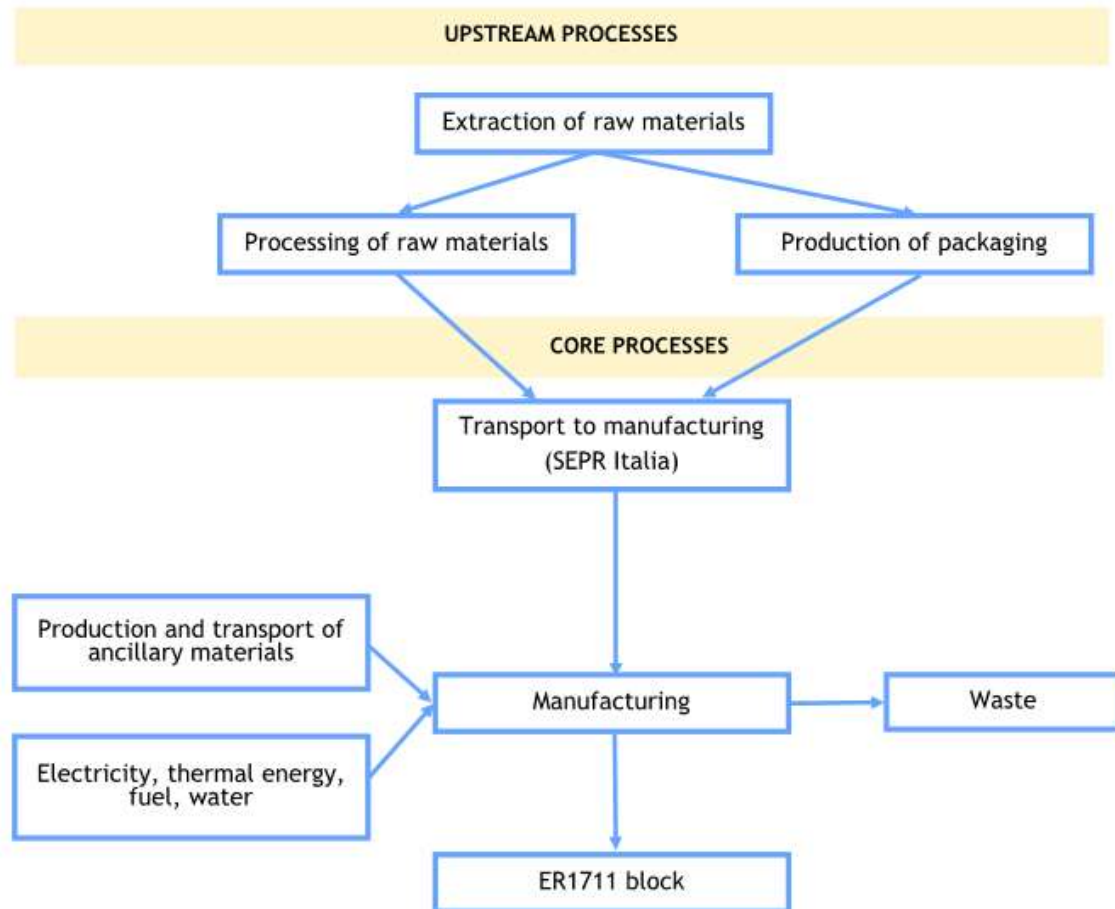 UPSTREAM PROCESSES
Extraction of raw materials
Processing of raw materials
Production of packaging
CORE PROCESSES
Transport to manufacturing
(SEPR Italia)
Production and transport of
ancillary materials
Manufacturing
Waste
Electricity, thermal energy,
fuel, water
ER1711 block